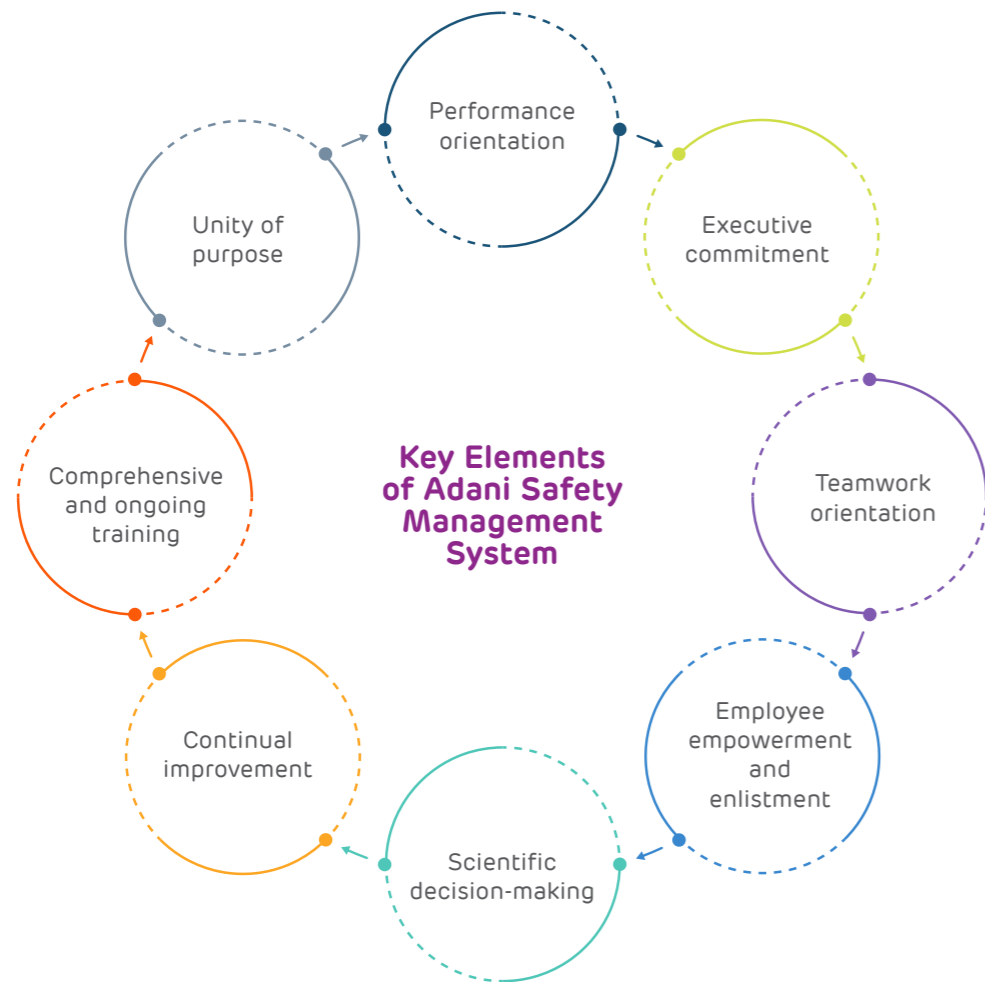 Performance
orientation
Executive
commitment
Teamwork
orientation
Employee
empowerment
and
enlistment
Scientific
decision-making
Continual
improvement
Comprehensive
and ongoing
training
Unity of
purpose
Key Elements
of Adani Safety
Management
System